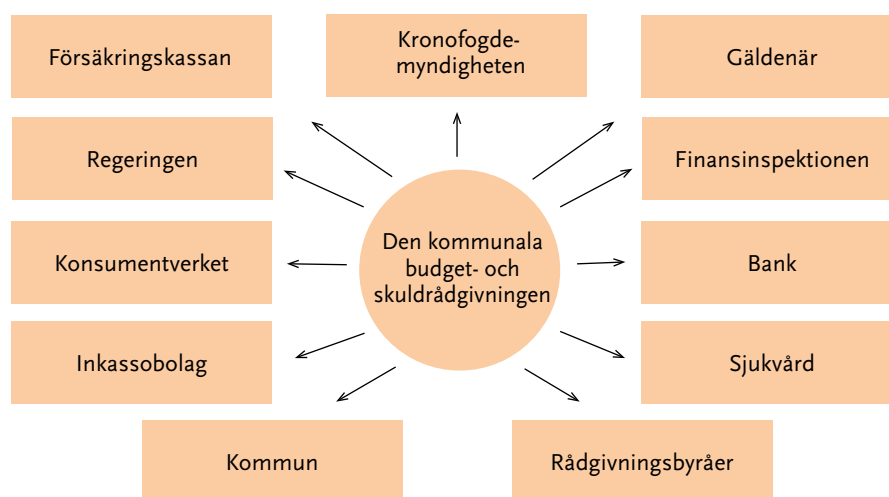 Försäkringskassan
Kronofogde-
myndigheten
Gäldenär
Regeringen
Finansinspektionen
Den kommunala
budget- och
skuldrådgivningen
Konsumentverket
Bank
Inkassobolag
Sjukvård
Kommun
Rådgivningsbyråer